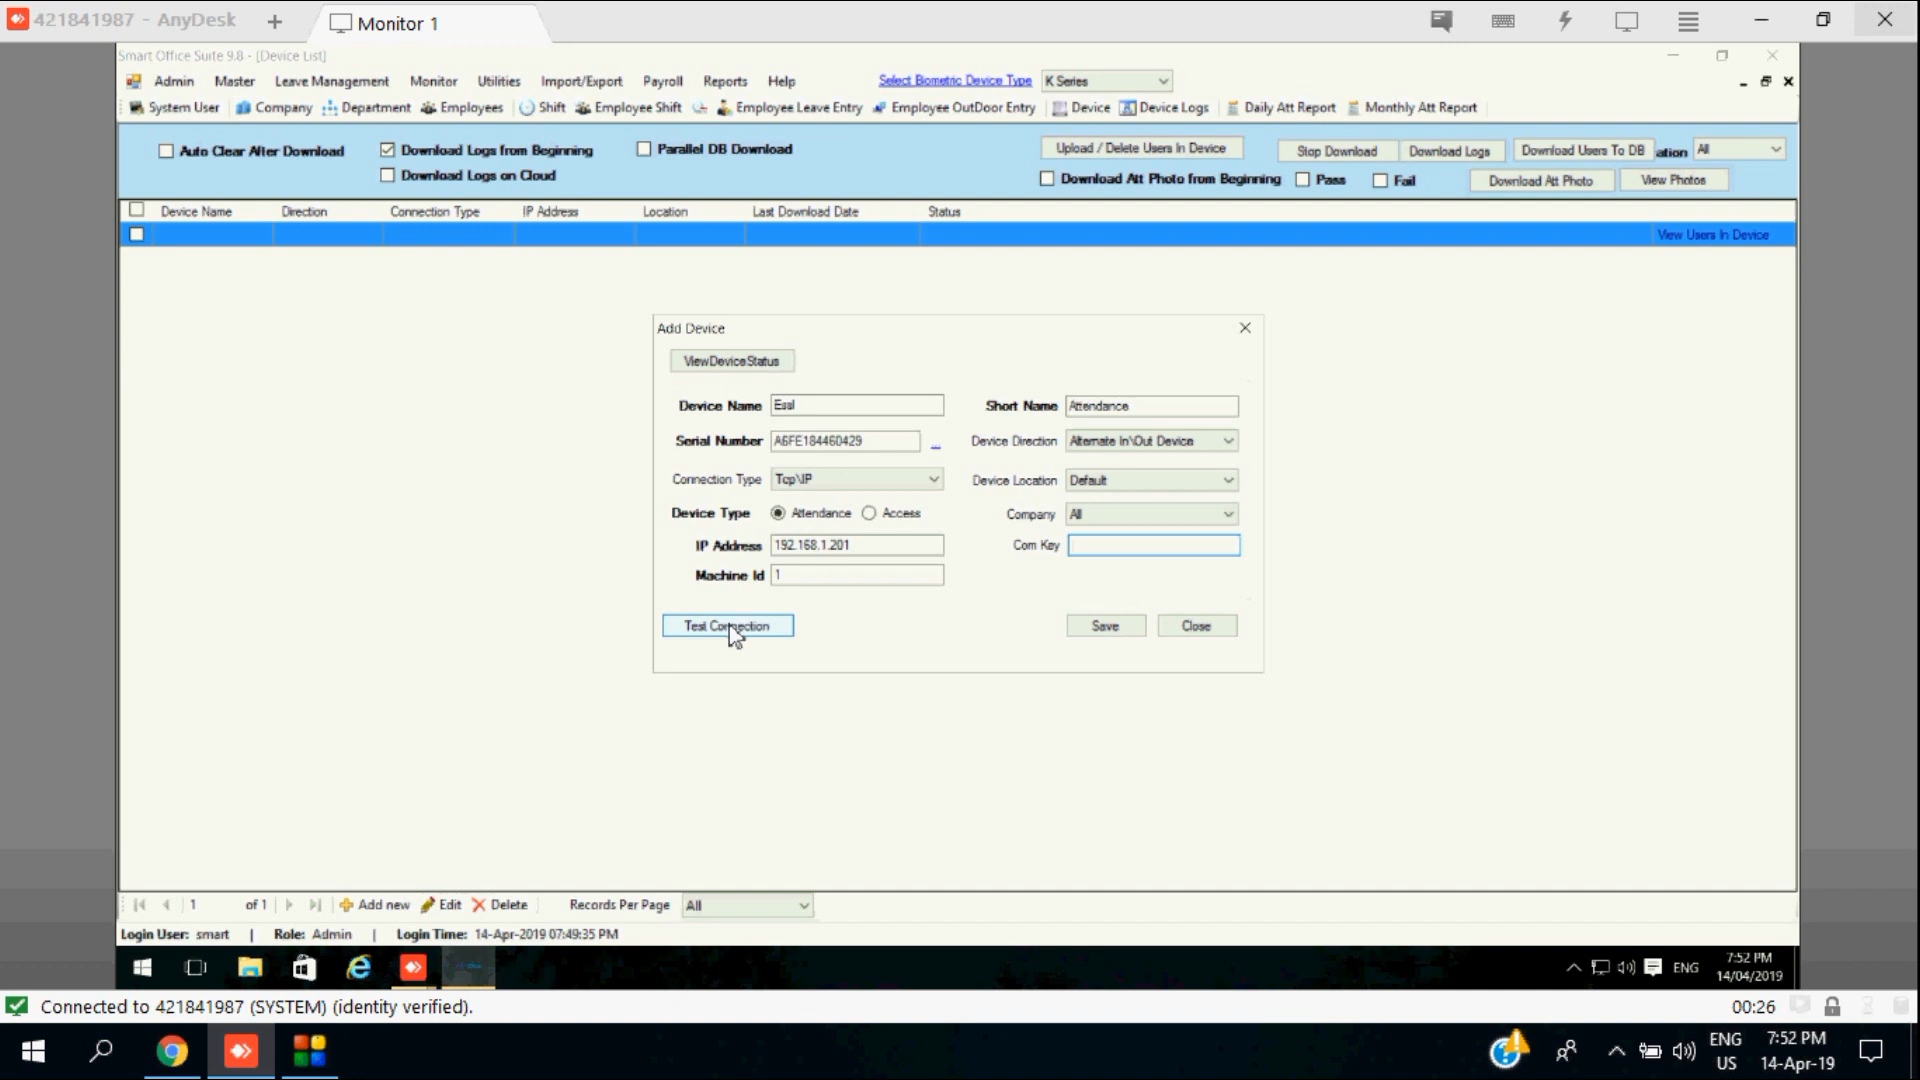 421841987 - AnyDesk + Monitor 1
Smart Office Suite 9.8 - [Device List]
Admin Master Leave Management Monitor Utilities Import/Export Payroll Reports Help Select Biometric Device Type K Series
System User Company Department Employees Shift Employee Shift Employee Leave Entry Employee OutDoor Entry Device Device Logs Daily Att Report Monthly Att Report
Auto Clear After Download Download Logs from Beginning Parallel DB Download Upload / Delete Users In Device Stop Download Download Logs Download Users To DB ation All
Download Logs on Cloud Download Att Photo from Beginning Pass Fail Download Att Photo View Photos
Device Name Direction Connection Type IP Address Location Last Download Date Status
View Users In Device
Add Device
ViewDeviceStatus
Device Name Essl Short Name Attendance
Serial Number A6FE184460429 ... Device Direction Alternate In\Out Device
Connection Type Tcp\IP Device Location Default
Device Type Attendance Access Company All
IP Address 192.168.1.201 Com Key
Machine Id 1
Test Connection Save Close
1 of 1 Add new Edit Delete Records Per Page All
Login User: smart | Role: Admin | Login Time: 14-Apr-2019 07:49:35 PM
ENG 7:52 PM
14/04/2019
Connected to 421841987 (SYSTEM) (identity verified). 00:26
ENG 7:52 PM
US 14-Apr-19